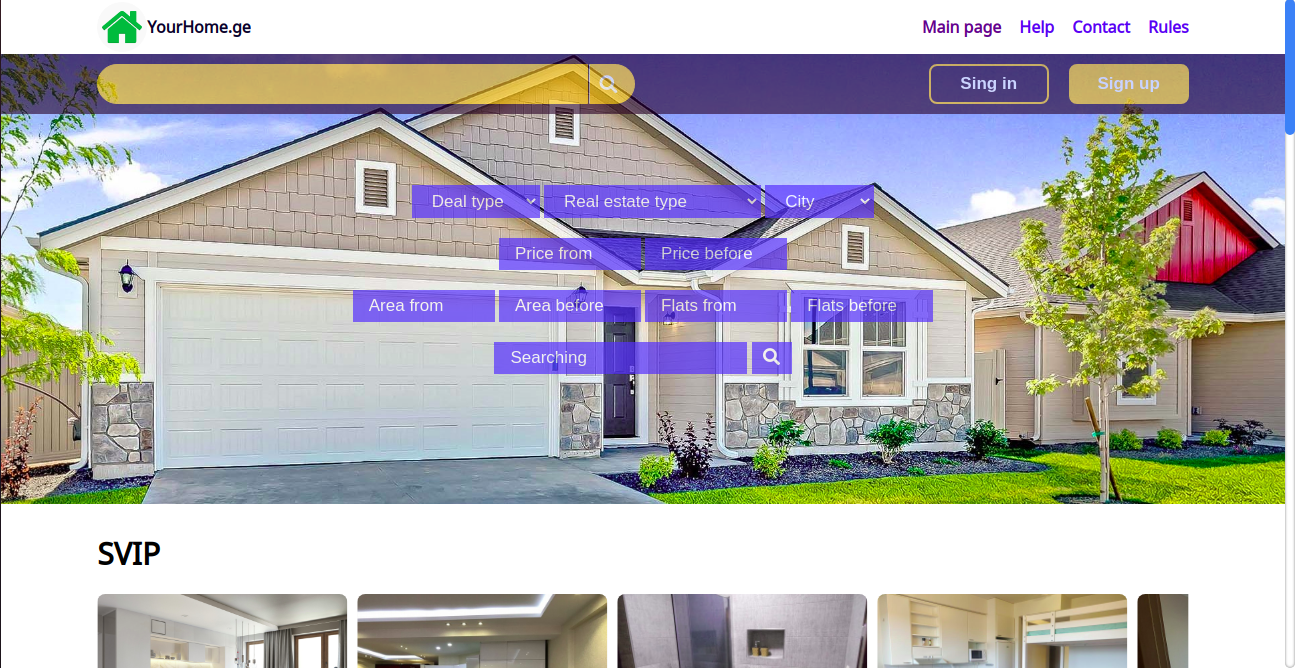 YourHome.ge Main page Help Contact Rules
Sing in Sign up
Deal type Real estate type City
Price from Price before
Area from Area before Flats from Flats before
Searching
SVIP